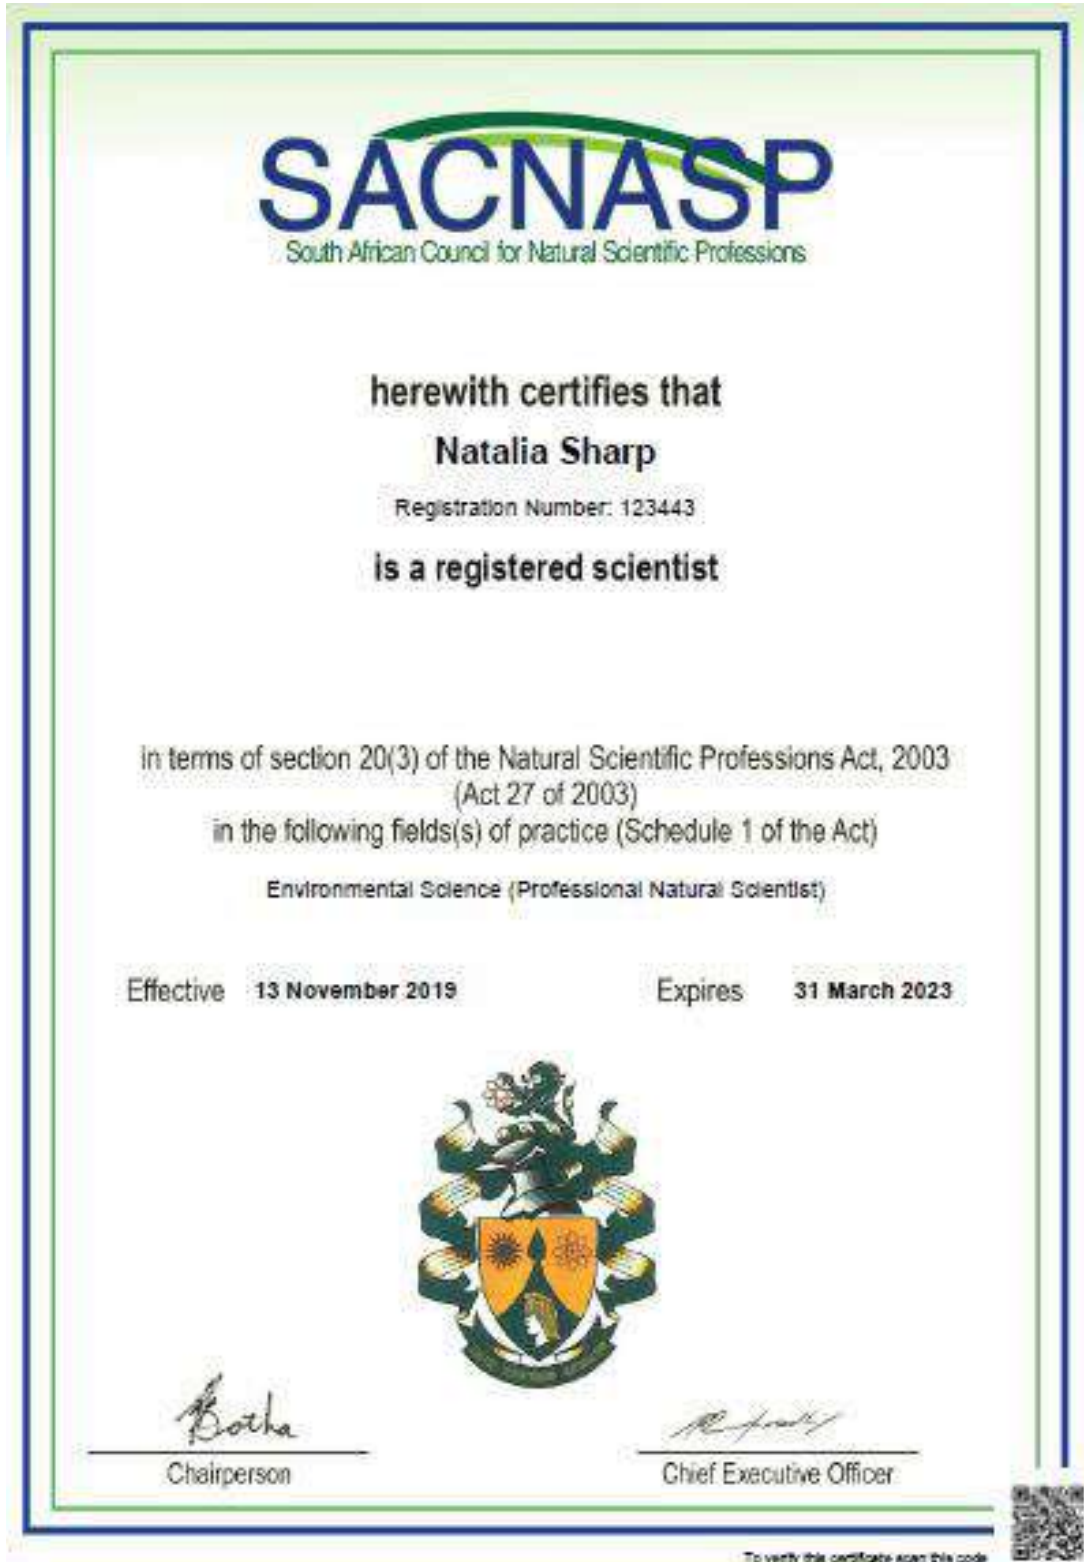 SACNASP
South African Council for Natural Scientific Professions
herewith certifies that
Natalia Sharp
Registration Number: 123443
is a registered scientist
in terms of section 20(3) of the Natural Scientific Professions Act, 2003
(Act 27 of 2003)
in the following fields(s) of practice (Schedule 1 of the Act)
Environmental Science (Professional Natural Scientist)
Effective 13 November 2019 Expires 31 March 2023
Botha
Chairperson Chief Executive Officer
To verify this certificate scan this code